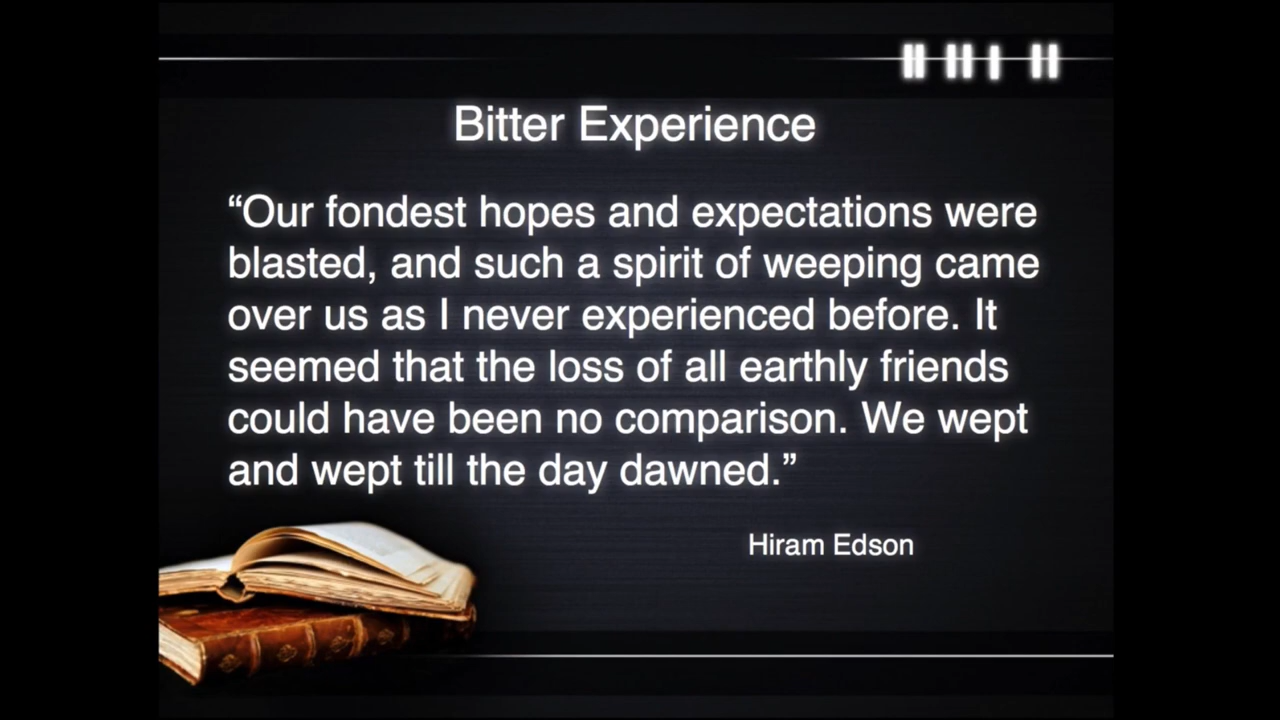 Bitter Experience
“Our fondest hopes and expectations were
blasted, and such a spirit of weeping came
over us as I never experienced before. It
seemed that the loss of all earthly friends
could have been no comparison. We wept
and wept till the day dawned.”
Hiram Edson